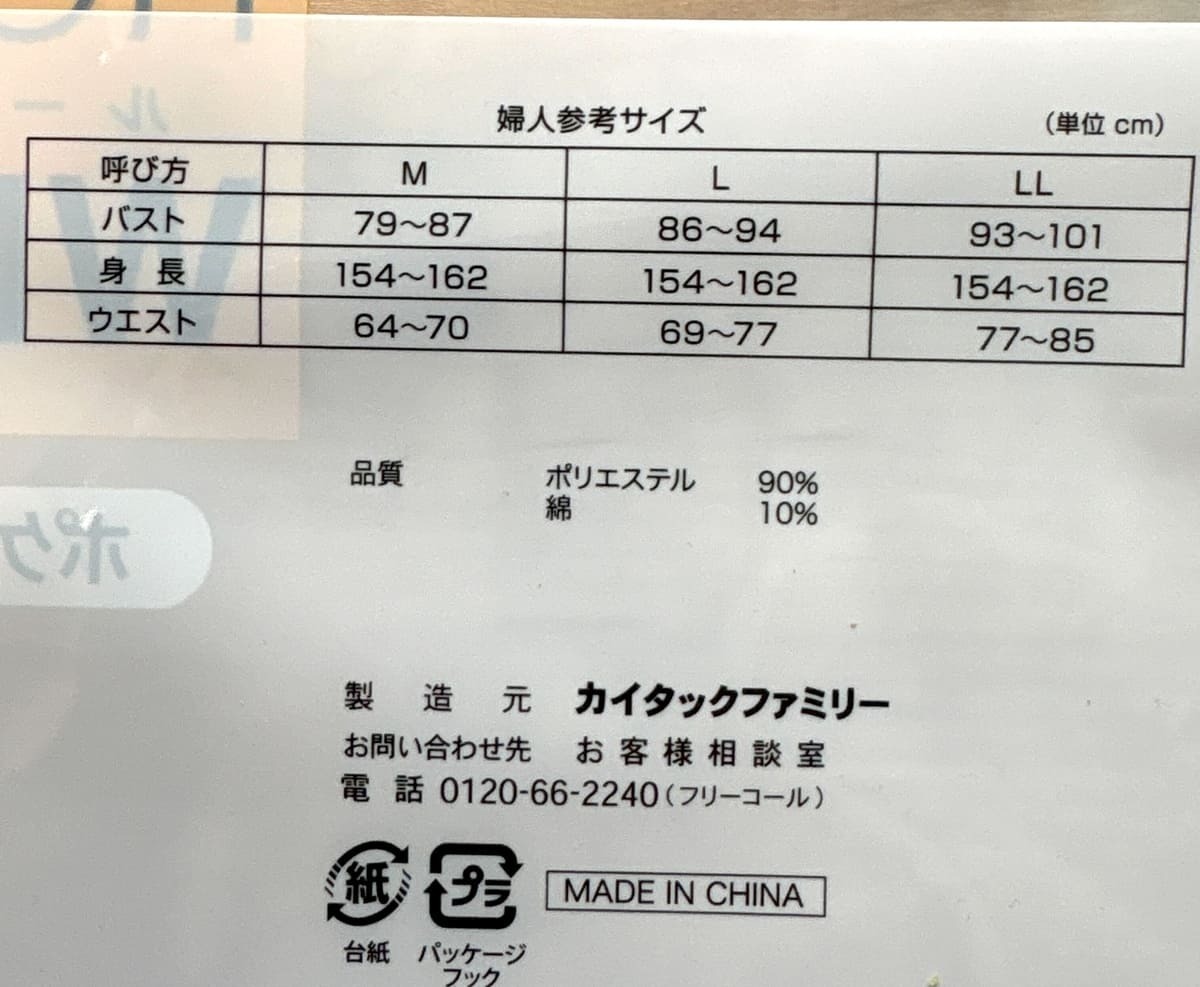 婦人参考サイズ （単位 cm）
呼び方 M L LL
バスト 79〜87 86〜94 93〜101
身長 154〜162 154〜162 154〜162
ウエスト 64〜70 69〜77 77〜85
品質 ポリエステル 90%
綿 10%
製造元 カイタックファミリー
お問い合わせ先 お客様相談室
電話 0120-66-2240（フリーコール）
紙 プラ MADE IN CHINA
台紙 パッケージ
フック
ポケ